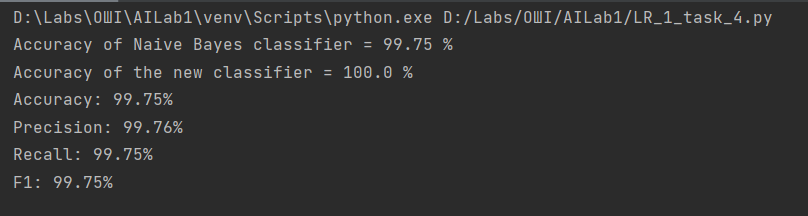 D:\Labs\ОШІ\AILab1\venv\Scripts\python.exe D:/Labs/ОШІ/AILab1/LR_1_task_4.py
Accuracy of Naive Bayes classifier = 99.75 %
Accuracy of the new classifier = 100.0 %
Accuracy: 99.75%
Precision: 99.76%
Recall: 99.75%
F1: 99.75%